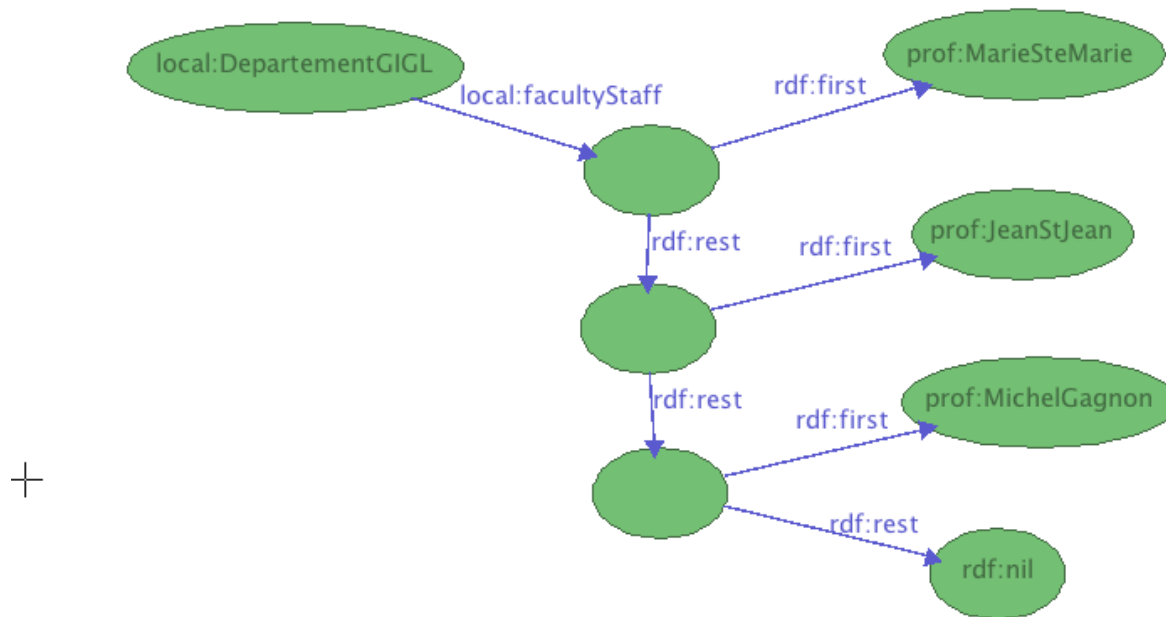 local:DepartementGIGL
prof:MarieSteMarie
local:facultyStaff
rdf:first
rdf:rest
rdf:first
prof:JeanStJean
rdf:rest
rdf:first
prof:MichelGagnon
rdf:rest
rdf:nil